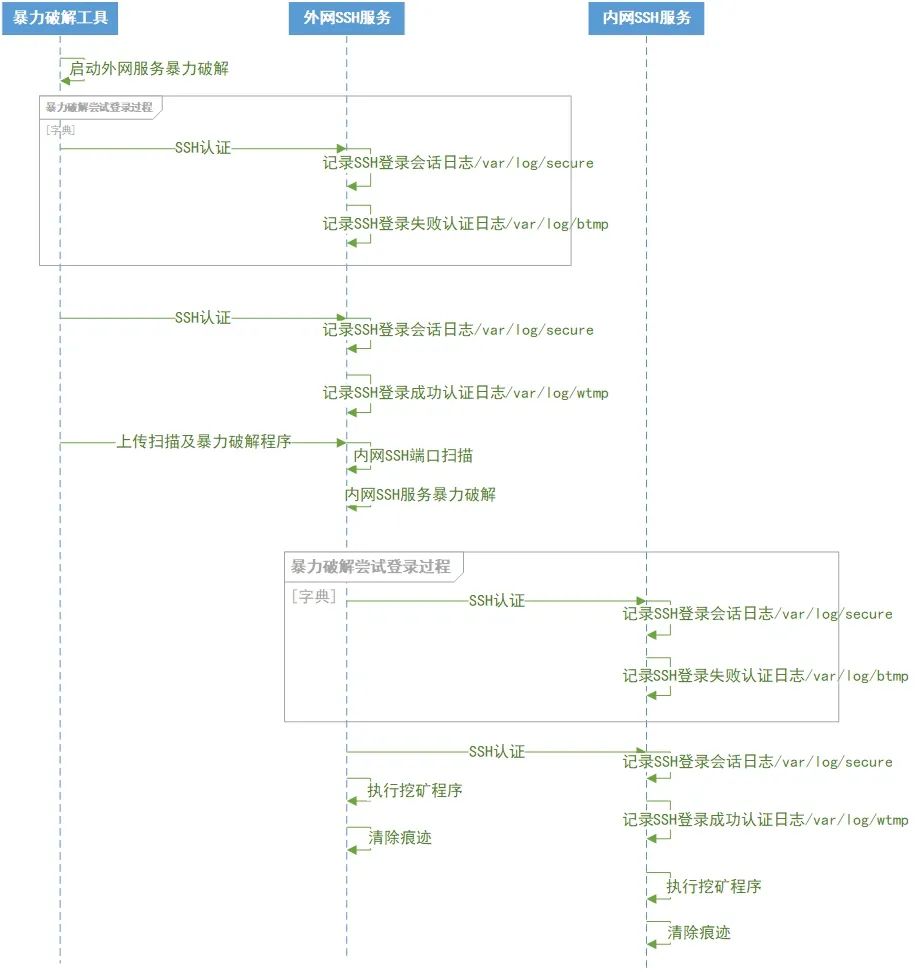 暴力破解工具
外网SSH服务
内网SSH服务
启动外网服务暴力破解
暴力破解尝试登录过程
[字典]
SSH认证
记录SSH登录会话日志/var/log/secure
记录SSH登录失败认证日志/var/log/btmp
SSH认证
记录SSH登录会话日志/var/log/secure
记录SSH登录成功认证日志/var/log/wtmp
上传扫描及暴力破解程序
内网SSH端口扫描
内网SSH服务暴力破解
暴力破解尝试登录过程
[字典]
SSH认证
记录SSH登录会话日志/var/log/secure
记录SSH登录失败认证日志/var/log/btmp
SSH认证
记录SSH登录会话日志/var/log/secure
执行挖矿程序
记录SSH登录成功认证日志/var/log/wtmp
清除痕迹
执行挖矿程序
清除痕迹